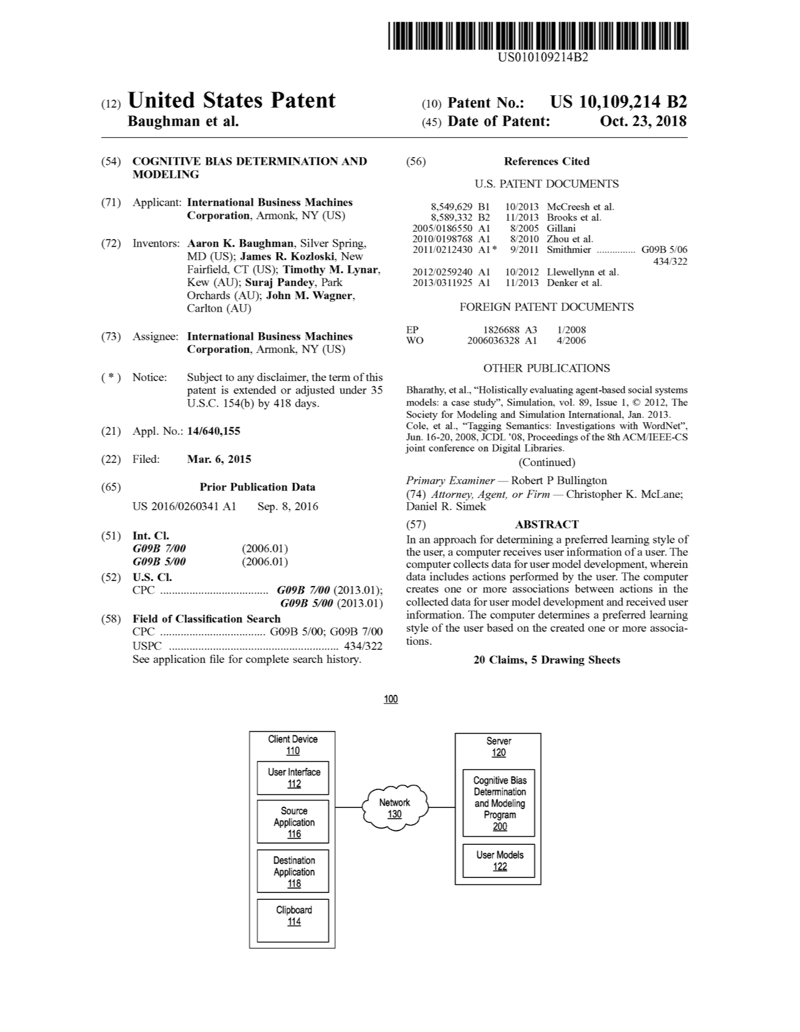 US010109214B2
(12) United States Patent
Baughman et al.
(10) Patent No.: US 10,109,214 B2
(45) Date of Patent: Oct. 23, 2018
(54) COGNITIVE BIAS DETERMINATION AND
MODELING
(71) Applicant: International Business Machines
Corporation, Armonk, NY (US)
(72) Inventors: Aaron K. Baughman, Silver Spring,
MD (US); James R. Kozloski, New
Fairfield, CT (US); Timothy M. Lynar,
Kew (AU); Suraj Pandey, Park
Orchards (AU); John M. Wagner,
Carlton (AU)
(73) Assignee: International Business Machines
Corporation, Armonk, NY (US)
( * ) Notice: Subject to any disclaimer, the term of this
patent is extended or adjusted under 35
U.S.C. 154(b) by 418 days.
(21) Appl. No.: 14/640,155
(22) Filed: Mar. 6, 2015
(65) Prior Publication Data
US 2016/0260341 A1 Sep. 8, 2016
(51) Int. Cl.
G09B 7/00 (2006.01)
G09B 5/00 (2006.01)
(52) U.S. Cl.
CPC ..................................... G09B 7/00 (2013.01);
G09B 5/00 (2013.01)
(58) Field of Classification Search
CPC .................................... G09B 5/00; G09B 7/00
USPC .......................................................... 434/322
See application file for complete search history.
(56) References Cited
U.S. PATENT DOCUMENTS
8,549,629 B1 10/2013 McCreesh et al.
8,589,332 B2 11/2013 Brooks et al.
2005/0186550 A1 8/2005 Gillani
2010/0198768 A1 8/2010 Zhou et al.
2011/0212430 A1* 9/2011 Smithmier .............. G09B 5/06
434/322
2012/0259240 A1 10/2012 Llewellynn et al.
2013/0311925 A1 11/2013 Denker et al.
FOREIGN PATENT DOCUMENTS
EP 1826688 A3 1/2008
WO 2006036328 A1 4/2006
OTHER PUBLICATIONS
Bharathy, et al., “Holistically evaluating agent-based social systems
models: a case study”, Simulation, vol. 89, Issue 1, © 2012, The
Society for Modeling and Simulation International, Jan. 2013.
Cole, et al., “Tagging Semantics: Investigations with WordNet”,
Jun. 16-20, 2008, JCDL ’08, Proceedings of the 8th ACM/IEEE-CS
joint conference on Digital Libraries.
(Continued)
Primary Examiner — Robert P Bullington
(74) Attorney, Agent, or Firm — Christopher K. McLane;
Daniel R. Simek
(57) ABSTRACT
In an approach for determining a preferred learning style of
the user, a computer receives user information of a user. The
computer collects data for user model development, wherein
data includes actions performed by the user. The computer
creates one or more associations between actions in the
collected data for user model development and received user
information. The computer determines a preferred learning
style of the user based on the created one or more associa-
tions.
20 Claims, 5 Drawing Sheets
100
Client Device
110
User Interface
112
Source
Application
116
Destination
Application
118
Clipboard
114
Network
130
Server
120
Cognitive Bias
Determination
and Modeling
Program
200
User Models
122